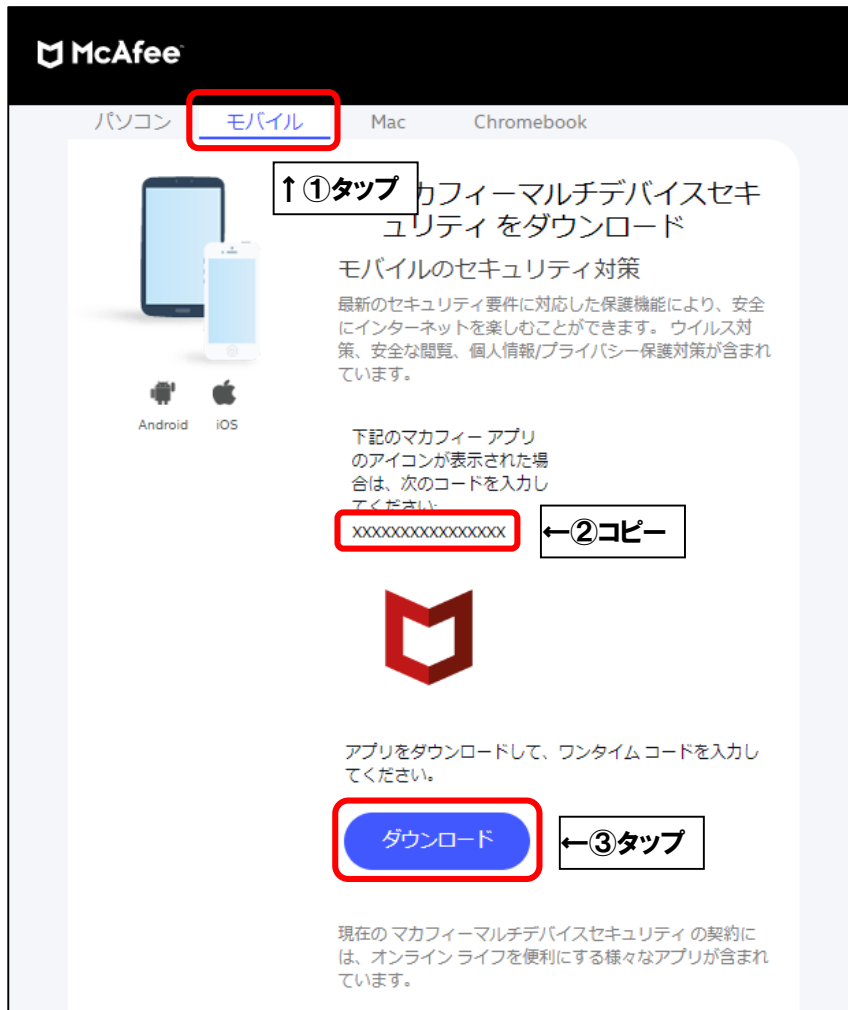 McAfee
パソコン モバイル Mac Chromebook
↑①タップ
カフィーマルチデバイスセキ
ュリティ をダウンロード
モバイルのセキュリティ対策
最新のセキュリティ要件に対応した保護機能により、安全
にインターネットを楽しむことができます。 ウイルス対
策、安全な閲覧、個人情報/プライバシー保護対策が含まれ
ています。
Android iOS
下記のマカフィー アプリ
のアイコンが表示された場
合は、次のコードを入力し
てください:
XXXXXXXXXXXXXXXX
←②コピー
アプリをダウンロードして、ワンタイム コードを入力し
てください。
ダウンロード
←③タップ
現在の マカフィーマルチデバイスセキュリティ の契約に
は、オンライン ライフを便利にする様々なアプリが含まれ
ています。